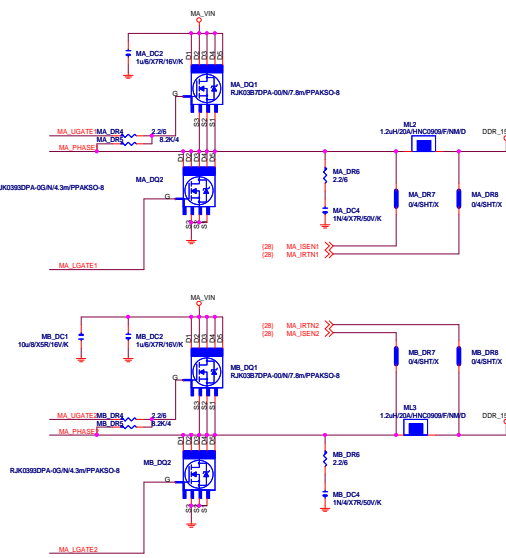 MA_VIN
MA_DC2
1u/6/X7R/16V/K
D1 D2 D3 D4 D5
MA_DQ1
RJK03B7DPA-00/N/7.8m/PPAKSO-8
G
S3 S2 S1
MA_UGATE1 MA_DR4 2.2/6
MA_DR5 8.2K/4
MA_PHASE1
ML2
1.2uH/20A/HNC0909/F/NM/D
DDR_15
D1 D2 D3 D4 D5
MA_DQ2
RJK0393DPA-0G/N/4.3m/PPAKSO-8
G
S3 S2 S1
MA_DR6
2.2/6
MA_DC4
1N/4/X7R/50V/K
MA_DR7
0/4/SHT/X
MA_DR8
0/4/SHT/X
(28) MA_ISEN1
(28) MA_IRTN1
MA_LGATE1
MA_VIN
MB_DC1
10u/8/X5R/16V/K
MB_DC2
1u/6/X7R/16V/K
D1 D2 D3 D4 D5
(28) MA_IRTN2
(28) MA_ISEN2
MB_DQ1
RJK03B7DPA-00/N/7.8m/PPAKSO-8
G
S3 S2 S1
MB_DR7
0/4/SHT/X
MB_DR8
0/4/SHT/X
MA_UGATE2 MB_DR4 2.2/6
MB_DR5 8.2K/4
MA_PHASE2
ML3
1.2uH/20A/HNC0909/F/NM/D
DDR_15
D1 D2 D3 D4 D5
MB_DQ2
RJK0393DPA-0G/N/4.3m/PPAKSO-8
G
S3 S2 S1
MB_DR6
2.2/6
MB_DC4
1N/4/X7R/50V/K
MA_LGATE2